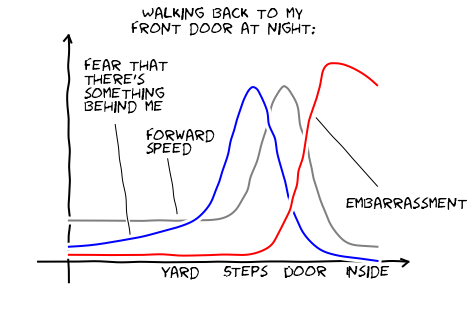 WALKING BACK TO MY
FRONT DOOR AT NIGHT:
FEAR THAT
THERE'S
SOMETHING
BEHIND ME
FORWARD
SPEED
EMBARRASSMENT
YARD STEPS DOOR INSIDE